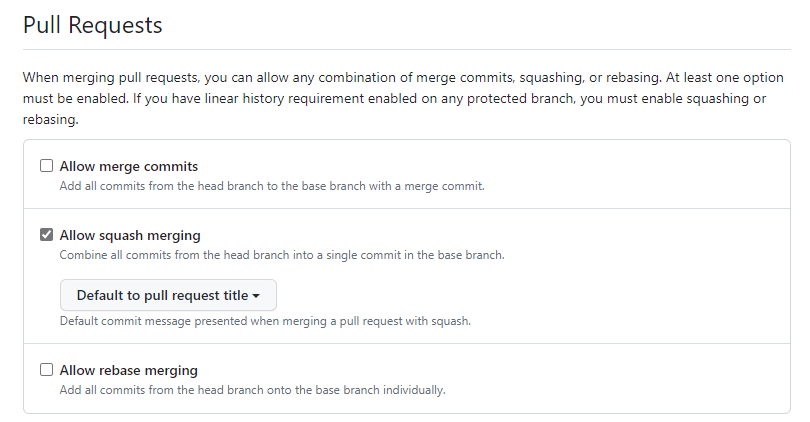 Pull Requests
When merging pull requests, you can allow any combination of merge commits, squashing, or rebasing. At least one option
must be enabled. If you have linear history requirement enabled on any protected branch, you must enable squashing or
rebasing.
Allow merge commits
Add all commits from the head branch to the base branch with a merge commit.
Allow squash merging
Combine all commits from the head branch into a single commit in the base branch.
Default to pull request title
Default commit message presented when merging a pull request with squash.
Allow rebase merging
Add all commits from the head branch onto the base branch individually.